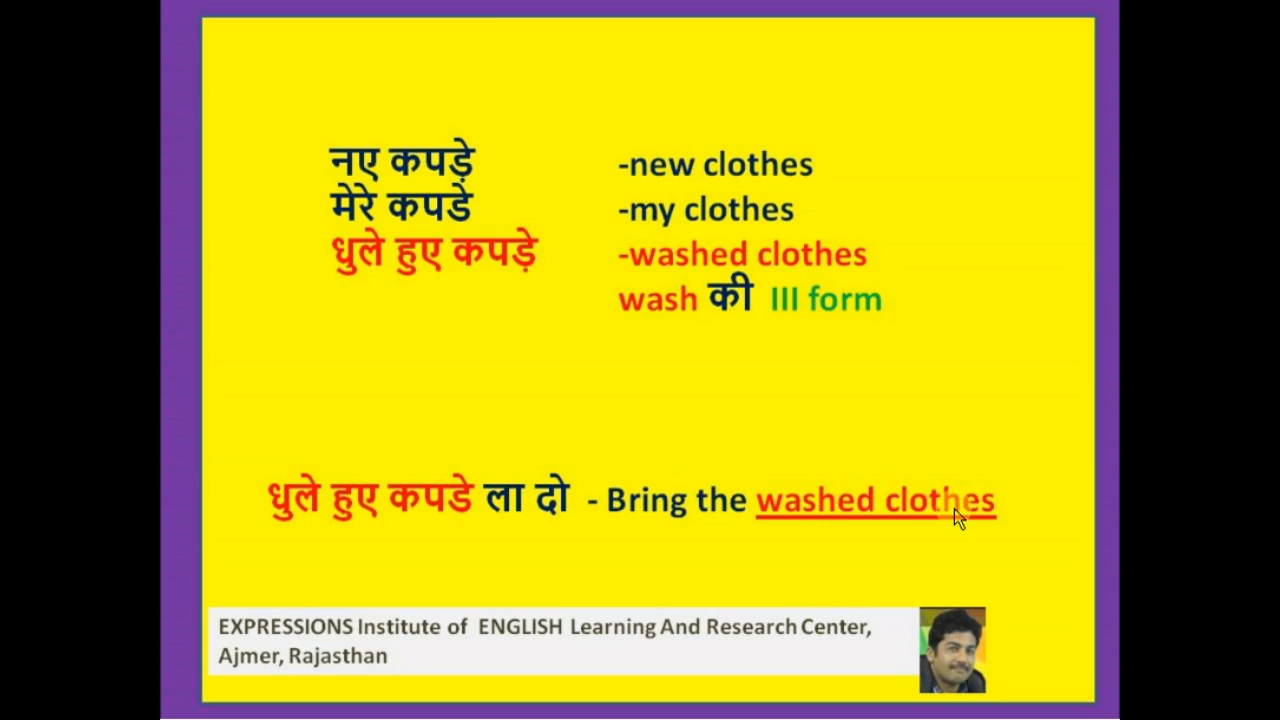 नए कपड़े -new clothes
मेरे कपडे -my clothes
धुले हुए कपड़े -washed clothes
wash की III form
धुले हुए कपडे ला दो - Bring the washed clothes
EXPRESSIONS Institute of ENGLISH Learning And Research Center,
Ajmer, Rajasthan